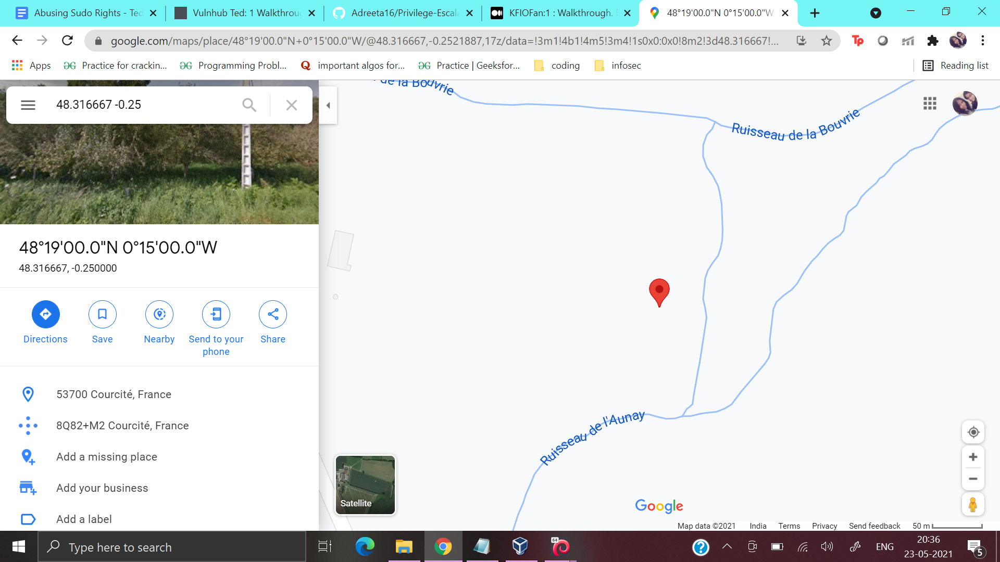 Abusing Sudo Rights - Ted
Vulnhub Ted: 1 Walkthroug
Adreeta16/Privilege-Escala
KFIOFan:1 : Walkthrough.
48°19'00.0"N 0°15'00.0"W
google.com/maps/place/48°19'00.0"N+0°15'00.0"W/@48.316667,-0.2521887,17z/data=!3m1!4b1!4m5!3m4!1s0x0:0x0!8m2!3d48.316667!...
Apps
Practice for crackin...
Programming Probl...
important algos for...
Practice | Geeksfor...
coding
infosec
Reading list
48.316667 -0.25
48°19'00.0"N 0°15'00.0"W
48.316667, -0.250000
Directions
Save
Nearby
Send to your
phone
Share
53700 Courcité, France
8Q82+M2 Courcité, France
Add a missing place
Add your business
Add a label
de la Bouvrie
Ruisseau de la Bouvrie
Ruisseau de l'Aunay
Satellite
Google
Map data ©2021 India Terms Privacy Send feedback 50 m
Type here to search
64
ENG
20:36
23-05-2021
5